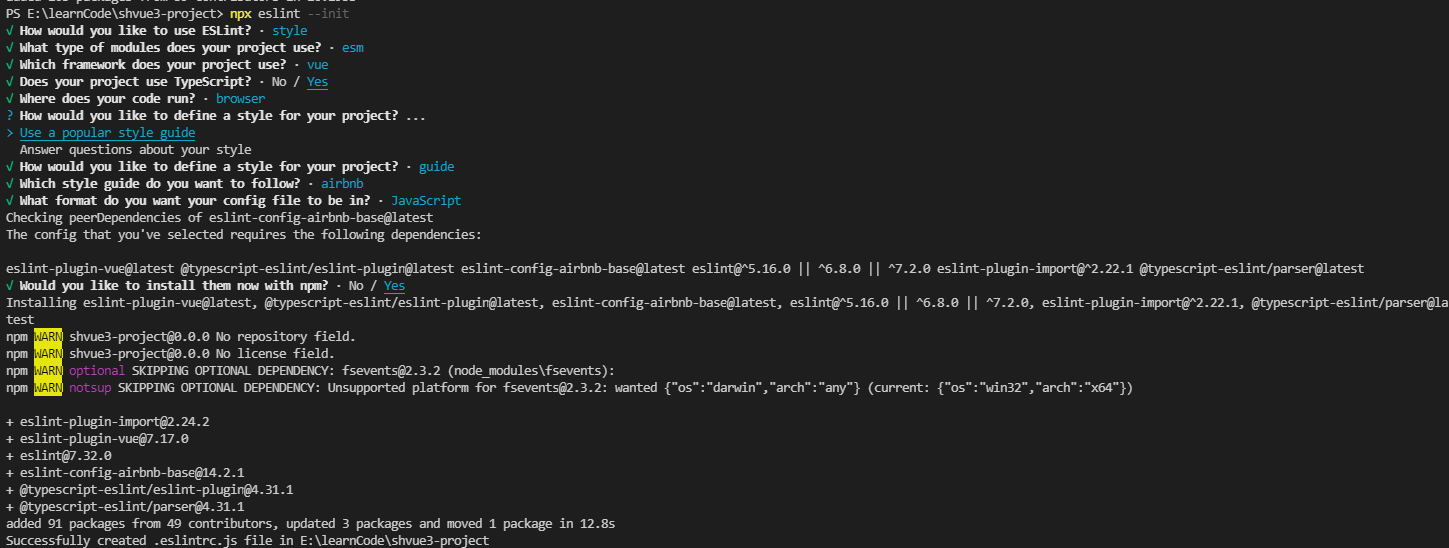 PS E:\learnCode\shvue3-project> npx eslint --init
√ How would you like to use ESLint? · style
√ What type of modules does your project use? · esm
√ Which framework does your project use? · vue
√ Does your project use TypeScript? · No / Yes
√ Where does your code run? · browser
? How would you like to define a style for your project? ...
> Use a popular style guide
Answer questions about your style
√ How would you like to define a style for your project? · guide
√ Which style guide do you want to follow? · airbnb
√ What format do you want your config file to be in? · JavaScript
Checking peerDependencies of eslint-config-airbnb-base@latest
The config that you've selected requires the following dependencies:
eslint-plugin-vue@latest @typescript-eslint/eslint-plugin@latest eslint-config-airbnb-base@latest eslint@^5.16.0 || ^6.8.0 || ^7.2.0 eslint-plugin-import@^2.22.1 @typescript-eslint/parser@latest
√ Would you like to install them now with npm? · No / Yes
Installing eslint-plugin-vue@latest, @typescript-eslint/eslint-plugin@latest, eslint-config-airbnb-base@latest, eslint@^5.16.0 || ^6.8.0 || ^7.2.0, eslint-plugin-import@^2.22.1, @typescript-eslint/parser@la
test
npm WARN shvue3-project@0.0.0 No repository field.
npm WARN shvue3-project@0.0.0 No license field.
npm WARN optional SKIPPING OPTIONAL DEPENDENCY: fsevents@2.3.2 (node_modules\fsevents):
npm WARN notsup SKIPPING OPTIONAL DEPENDENCY: Unsupported platform for fsevents@2.3.2: wanted {"os":"darwin","arch":"any"} (current: {"os":"win32","arch":"x64"})
+ eslint-plugin-import@2.24.2
+ eslint-plugin-vue@7.17.0
+ eslint@7.32.0
+ eslint-config-airbnb-base@14.2.1
+ @typescript-eslint/eslint-plugin@4.31.1
+ @typescript-eslint/parser@4.31.1
added 91 packages from 49 contributors, updated 3 packages and moved 1 package in 12.8s
Successfully created .eslintrc.js file in E:\learnCode\shvue3-project